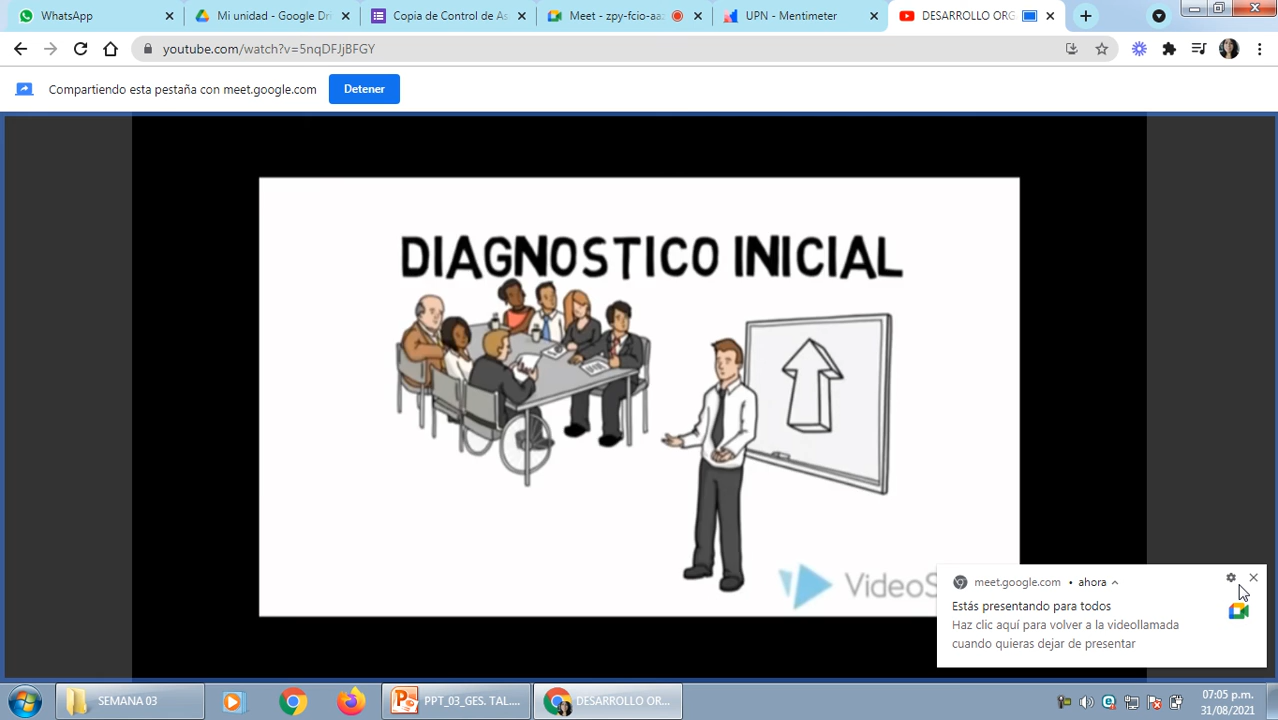 WhatsApp
Mi unidad - Google D
Copia de Control de As
Meet - zpy-fcio-aa
UPN - Mentimeter
DESARROLLO ORG
youtube.com/watch?v=5nqDFJjBFGY
Compartiendo esta pestaña con meet.google.com
Detener
DIAGNOSTICO INICIAL
VideoS
meet.google.com • ahora
Estás presentando para todos
Haz clic aquí para volver a la videollamada
cuando quieras dejar de presentar
SEMANA 03
PPT_03_GES. TAL....
DESARROLLO OR...
07:05 p.m.
31/08/2021